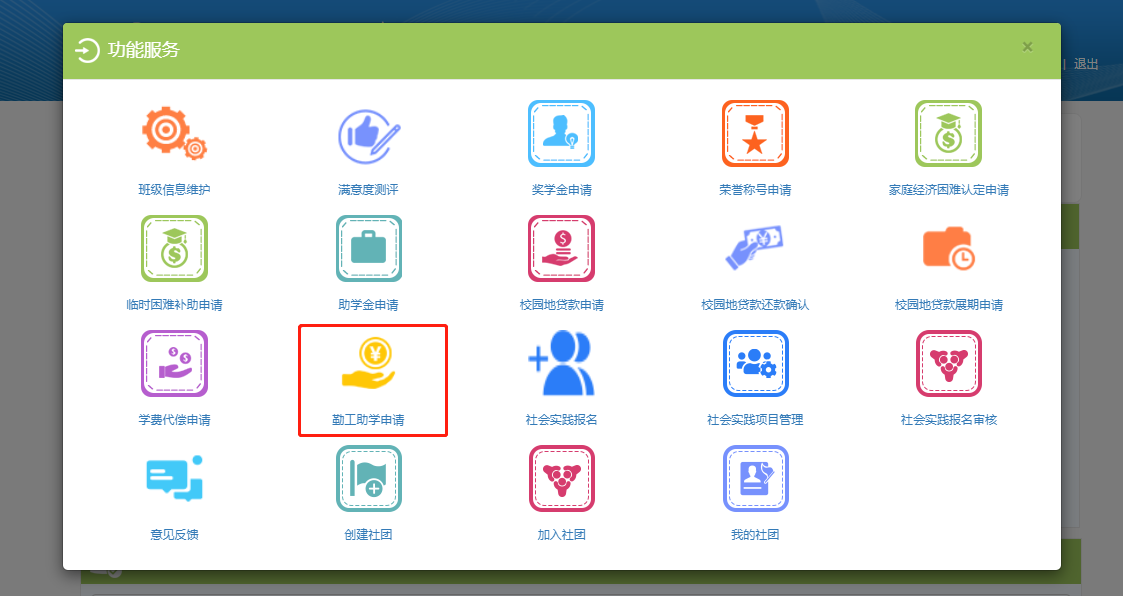 功能服务
×
| 退出
班级信息维护
满意度测评
奖学金申请
荣誉称号申请
家庭经济困难认定申请
临时困难补助申请
助学金申请
校园地贷款申请
校园地贷款还款确认
校园地贷款展期申请
学费代偿申请
勤工助学申请
社会实践报名
社会实践项目管理
社会实践报名审核
意见反馈
创建社团
加入社团
我的社团